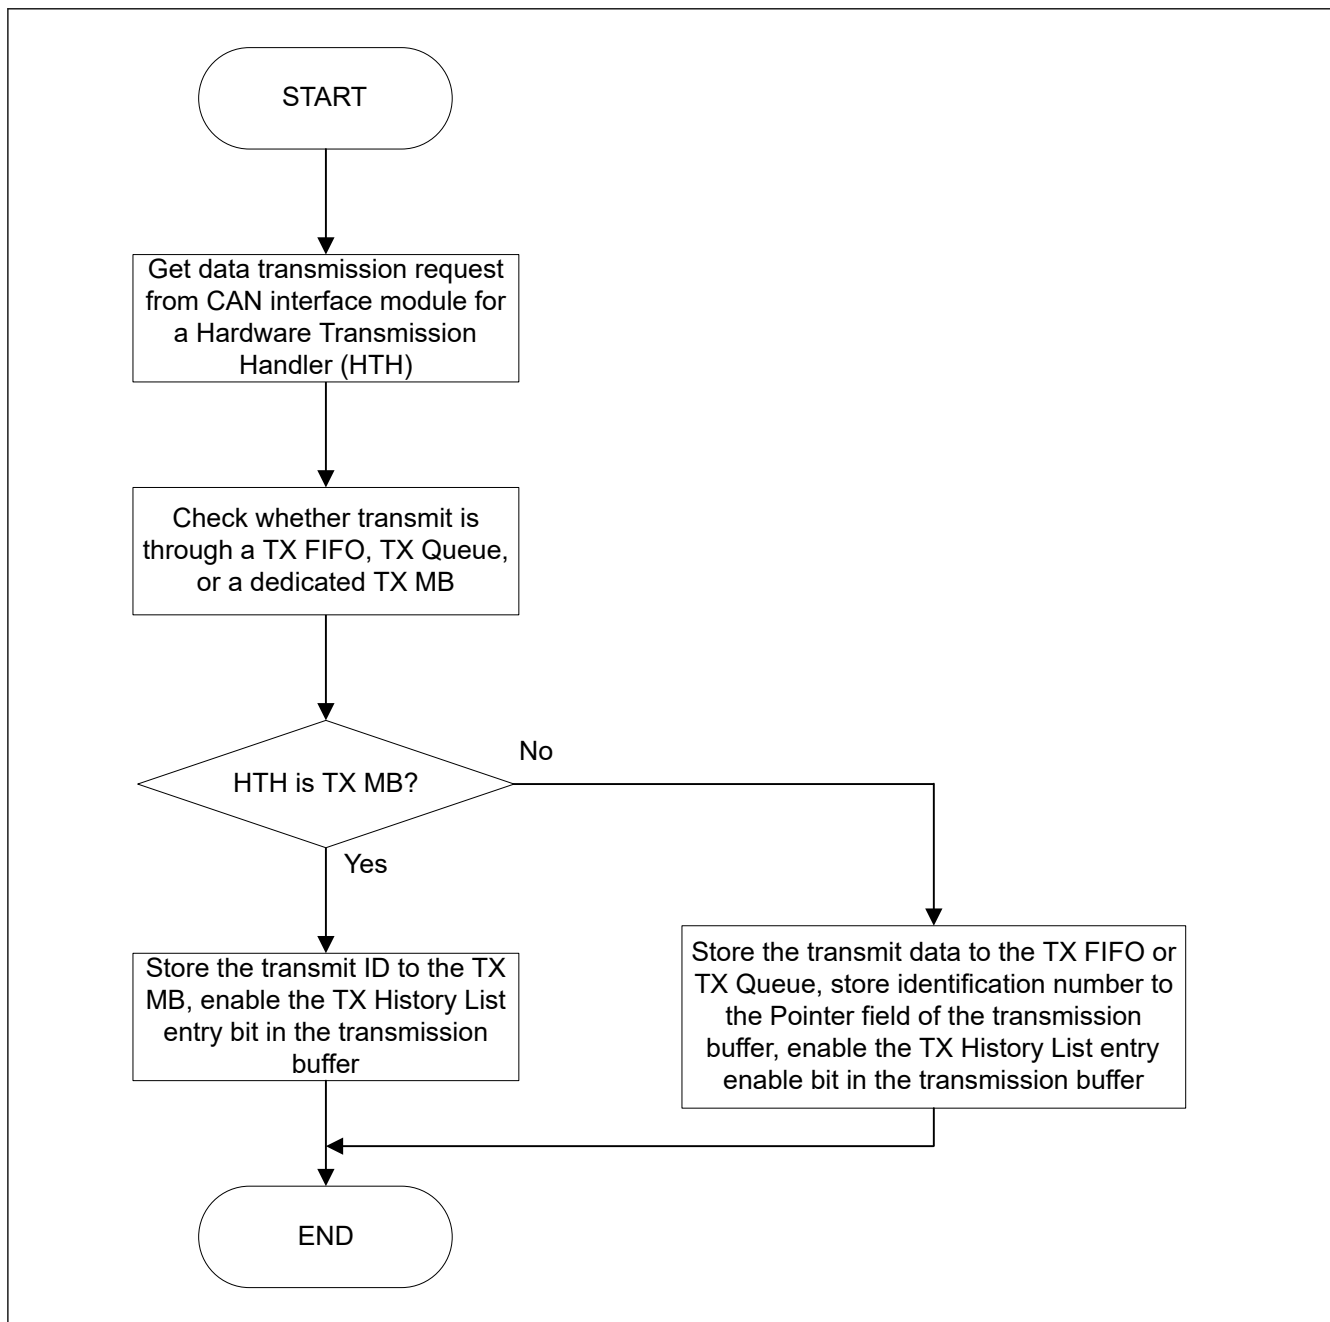 START
Get data transmission request
from CAN interface module for
a Hardware Transmission
Handler (HTH)
Check whether transmit is
through a TX FIFO, TX Queue,
or a dedicated TX MB
No
HTH is TX MB?
Yes
Store the transmit ID to the TX
MB, enable the TX History List
entry bit in the transmission
buffer
Store the transmit data to the TX FIFO or
TX Queue, store identification number to
the Pointer field of the transmission
buffer, enable the TX History List entry
enable bit in the transmission buffer
END